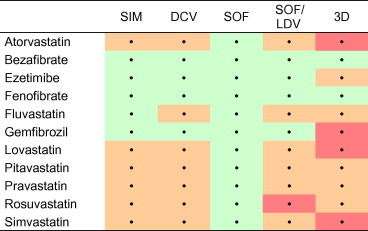 SIM DCV SOF SOF/LDV 3D
Atorvastatin • • • • •
Bezafibrate • • • • •
Ezetimibe • • • • •
Fenofibrate • • • • •
Fluvastatin • • • • •
Gemfibrozil • • • • •
Lovastatin • • • • •
Pitavastatin • • • • •
Pravastatin • • • • •
Rosuvastatin • • • • •
Simvastatin • • • • •